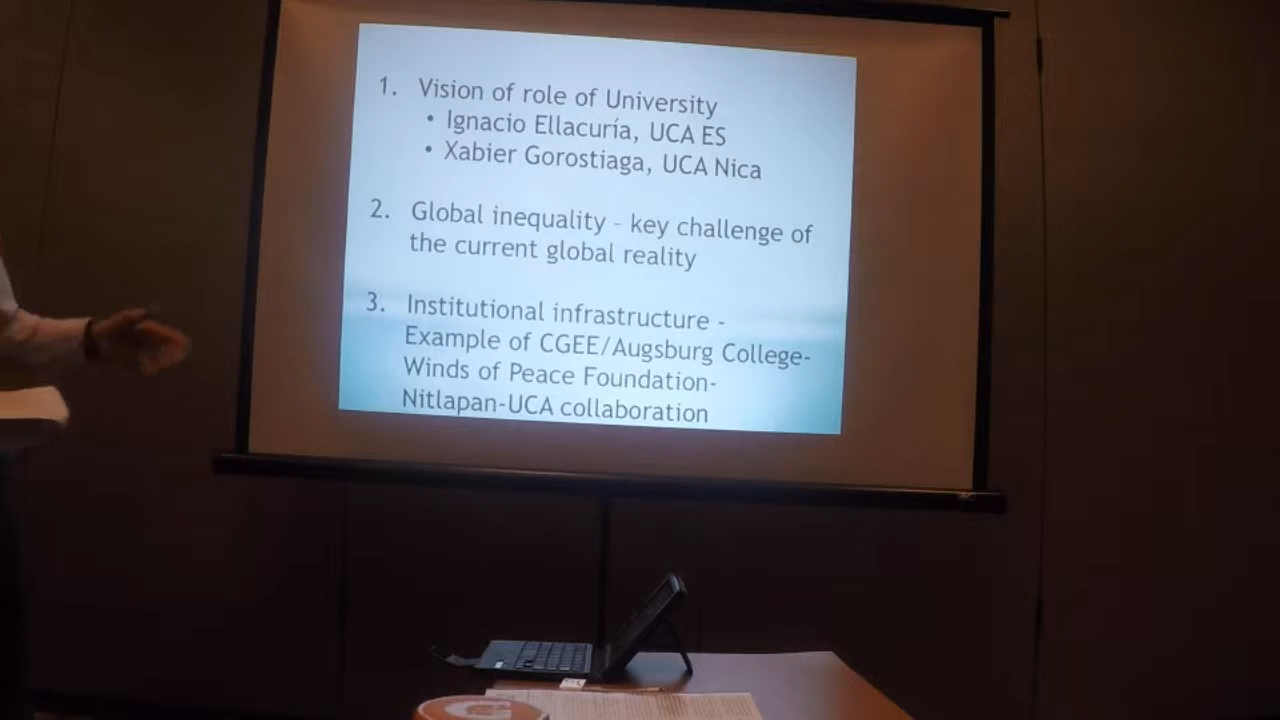 1. Vision of role of University
• Ignacio Ellacuría, UCA ES
• Xabier Gorostiaga, UCA Nica
2. Global inequality – key challenge of
the current global reality
3. Institutional infrastructure -
Example of CGEE/Augsburg College-
Winds of Peace Foundation-
Nitlapan-UCA collaboration